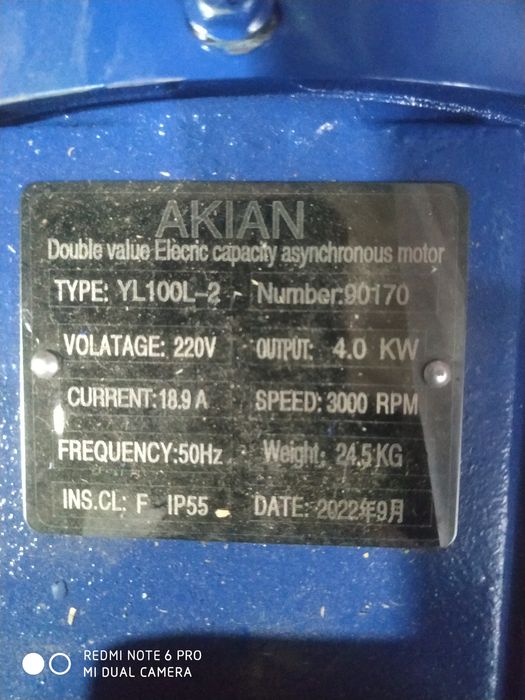 AKIAN
Double value Elecric capacity asynchronous motor
TYPE: YL100L-2 Number:90170
VOLATAGE: 220V OUTPUT: 4.0 KW
CURRENT:18.9 A SPEED: 3000 RPM
FREQUENCY:50Hz Weight: 24.5KG
INS.CL: F IP55 DATE: 2022年9月
REDMI NOTE 6 PRO
MI DUAL CAMERA